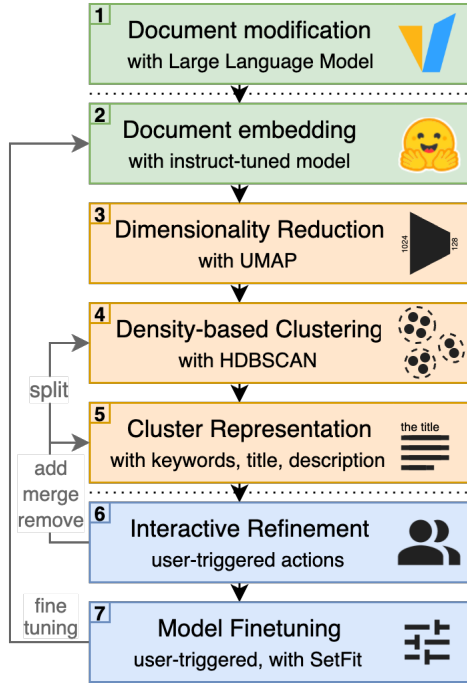 1
Document modification
with Large Language Model
2
Document embedding
with instruct-tuned model
3
Dimensionality Reduction
with UMAP
1024
128
4
Density-based Clustering
with HDBSCAN
split
5
Cluster Representation
with keywords, title, description
the title
add
merge
remove
6
Interactive Refinement
user-triggered actions
fine
tuning
7
Model Finetuning
user-triggered, with SetFit